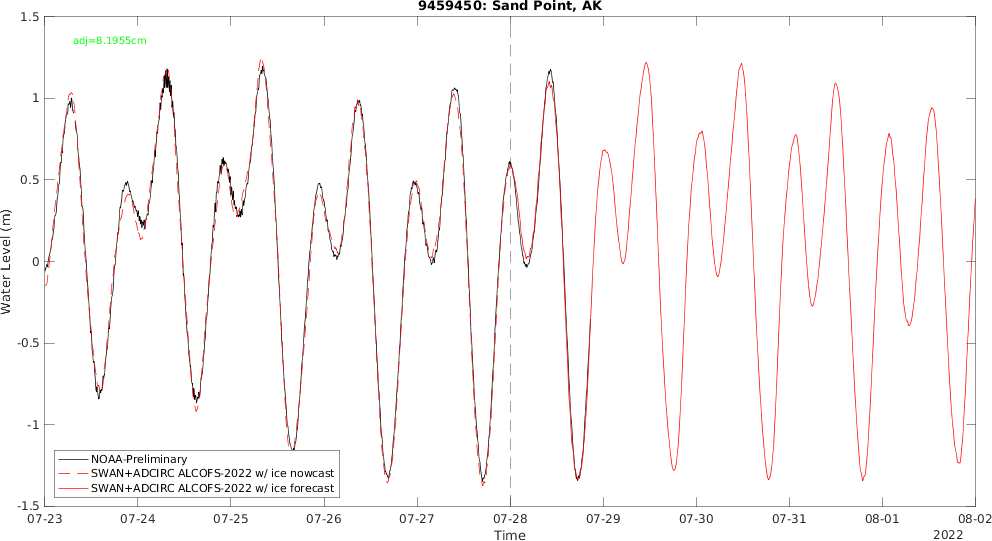 9459450: Sand Point, AK
adj=8.1955cm
Water Level (m)
1.5
1
0.5
0
-0.5
-1
-1.5
NOAA-Preliminary
SWAN+ADCIRC ALCOFS-2022 w/ ice nowcast
SWAN+ADCIRC ALCOFS-2022 w/ ice forecast
07-23 07-24 07-25 07-26 07-27 07-28 07-29 07-30 07-31 08-01 08-02
Time
2022